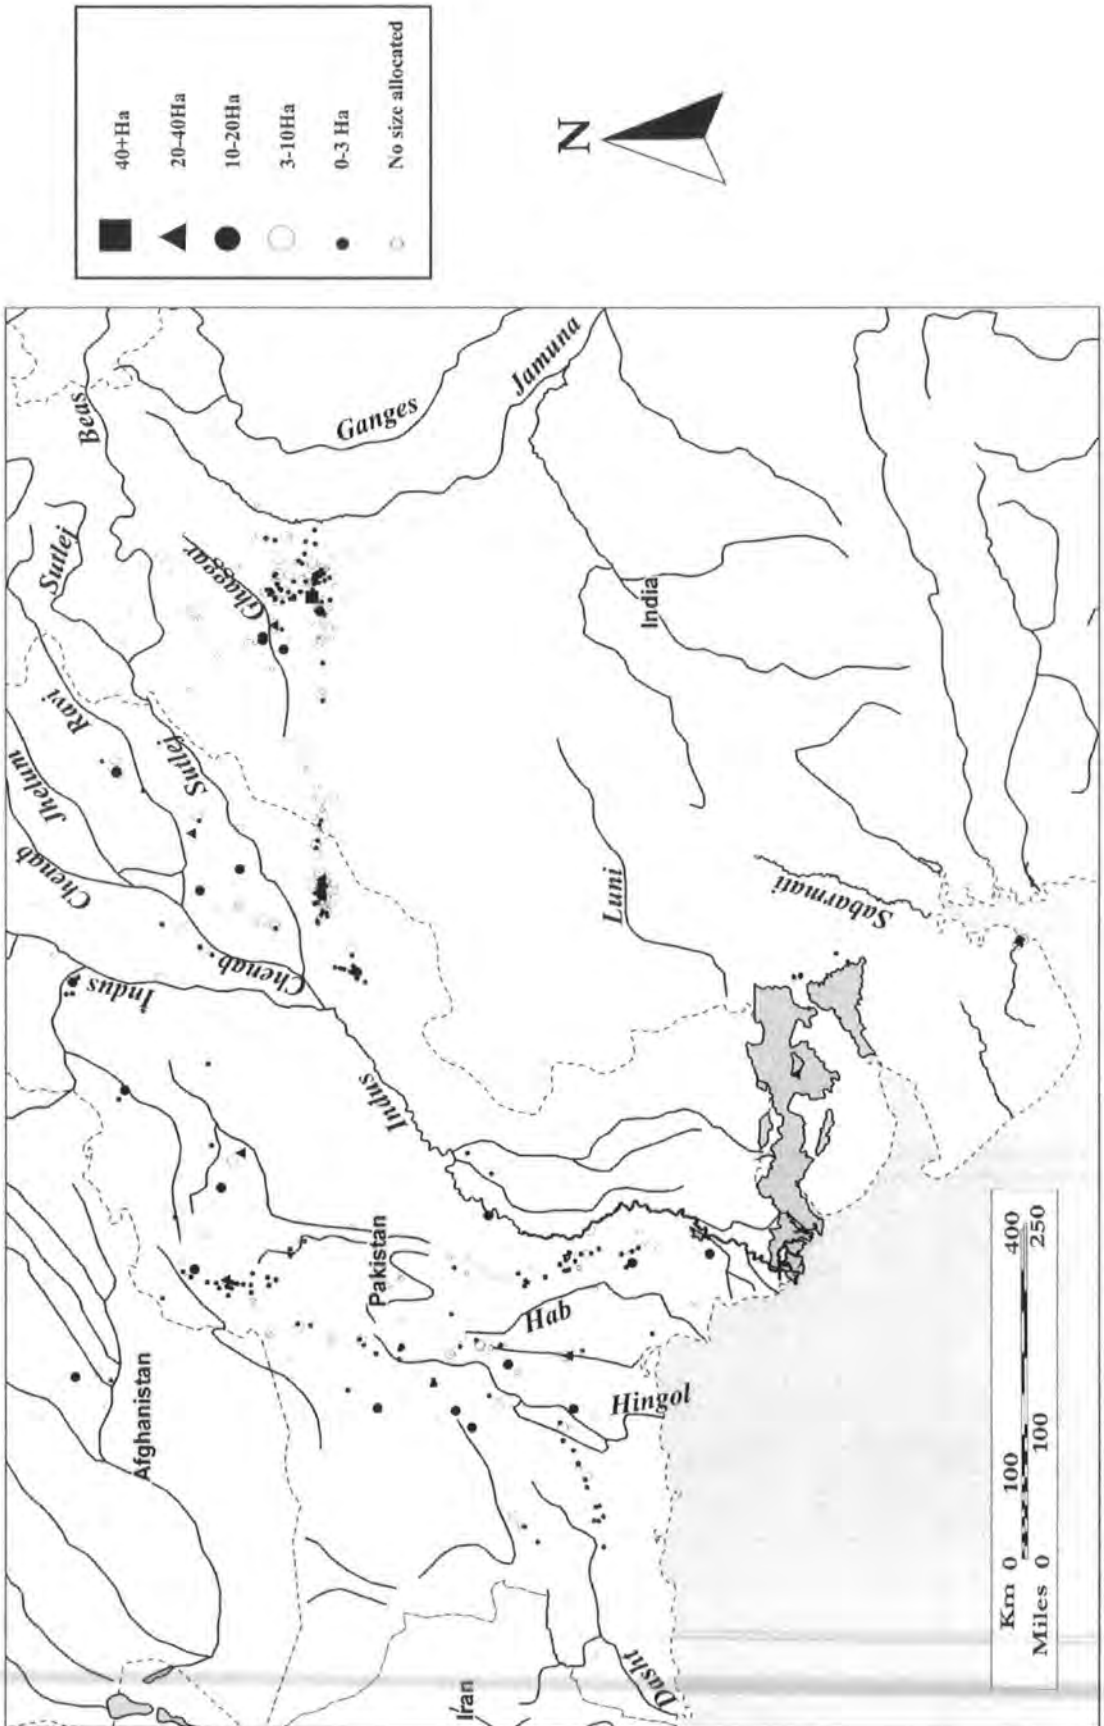 40+Ha
20-40Ha
10-20Ha
3-10Ha
0-3 Ha
No size allocated
N
Beas
Sutlej
Ganges
Jamuna
Ghaggar
Ravi
Jhelum
Sutlej
Chenab
Chenab
Indus
India
Luni
Sabarmati
Indus
Pakistan
Afghanistan
Hab
Hingol
Iran
Dasht
Km 0 100 400
Miles 0 100 250